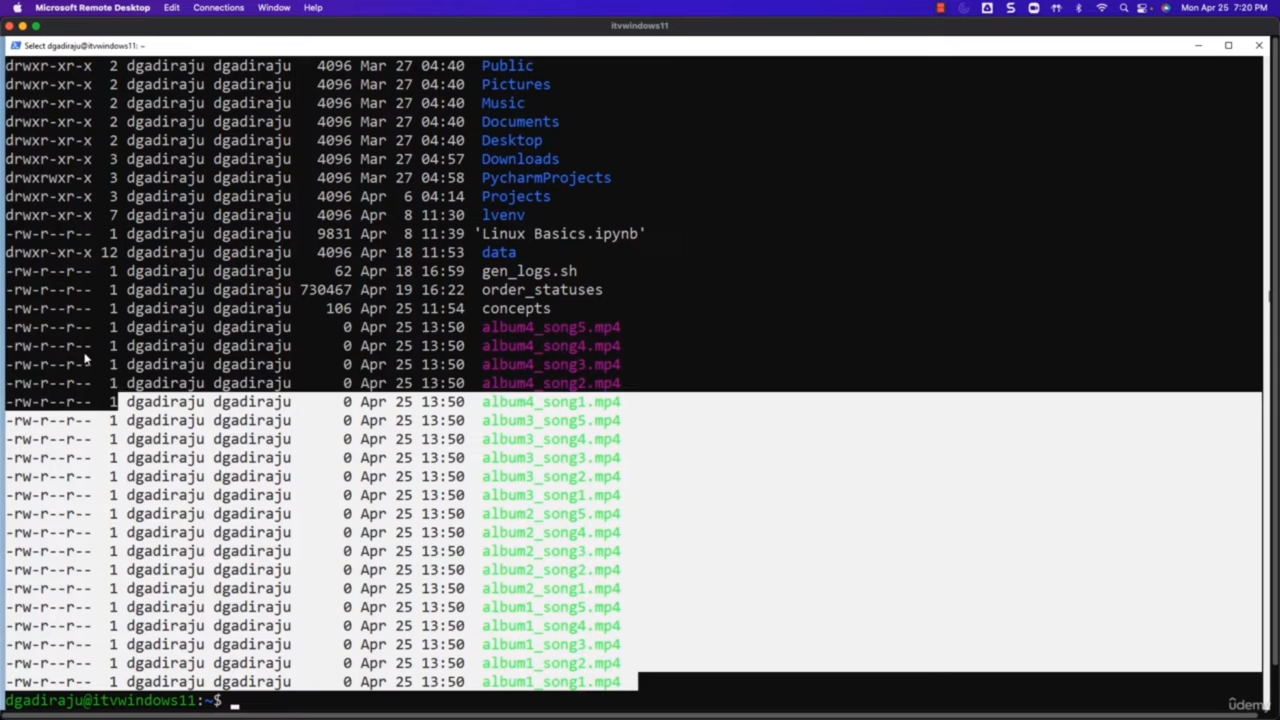 Microsoft Remote Desktop Edit Connections Window Help Mon Apr 25 7:20 PM
itvwindows11
Select dgadiraju@itvwindows11: ~
drwxr-xr-x 2 dgadiraju dgadiraju 4096 Mar 27 04:40 Public
drwxr-xr-x 2 dgadiraju dgadiraju 4096 Mar 27 04:40 Pictures
drwxr-xr-x 2 dgadiraju dgadiraju 4096 Mar 27 04:40 Music
drwxr-xr-x 2 dgadiraju dgadiraju 4096 Mar 27 04:40 Documents
drwxr-xr-x 2 dgadiraju dgadiraju 4096 Mar 27 04:40 Desktop
drwxr-xr-x 3 dgadiraju dgadiraju 4096 Mar 27 04:57 Downloads
drwxrwxr-x 3 dgadiraju dgadiraju 4096 Mar 27 04:58 PycharmProjects
drwxr-xr-x 3 dgadiraju dgadiraju 4096 Apr 6 04:14 Projects
drwxr-xr-x 7 dgadiraju dgadiraju 4096 Apr 8 11:30 lvenv
-rw-r--r-- 1 dgadiraju dgadiraju 9831 Apr 8 11:39 'Linux Basics.ipynb'
drwxr-xr-x 12 dgadiraju dgadiraju 4096 Apr 18 11:53 data
-rw-r--r-- 1 dgadiraju dgadiraju 62 Apr 18 16:59 gen_logs.sh
-rw-r--r-- 1 dgadiraju dgadiraju 730467 Apr 19 16:22 order_statuses
-rw-r--r-- 1 dgadiraju dgadiraju 106 Apr 25 11:54 concepts
-rw-r--r-- 1 dgadiraju dgadiraju 0 Apr 25 13:50 album4_song5.mp4
-rw-r--r-- 1 dgadiraju dgadiraju 0 Apr 25 13:50 album4_song4.mp4
-rw-r--r-- 1 dgadiraju dgadiraju 0 Apr 25 13:50 album4_song3.mp4
-rw-r--r-- 1 dgadiraju dgadiraju 0 Apr 25 13:50 album4_song2.mp4
-rw-r--r-- 1 dgadiraju dgadiraju 0 Apr 25 13:50 album4_song1.mp4
-rw-r--r-- 1 dgadiraju dgadiraju 0 Apr 25 13:50 album3_song5.mp4
-rw-r--r-- 1 dgadiraju dgadiraju 0 Apr 25 13:50 album3_song4.mp4
-rw-r--r-- 1 dgadiraju dgadiraju 0 Apr 25 13:50 album3_song3.mp4
-rw-r--r-- 1 dgadiraju dgadiraju 0 Apr 25 13:50 album3_song2.mp4
-rw-r--r-- 1 dgadiraju dgadiraju 0 Apr 25 13:50 album3_song1.mp4
-rw-r--r-- 1 dgadiraju dgadiraju 0 Apr 25 13:50 album2_song5.mp4
-rw-r--r-- 1 dgadiraju dgadiraju 0 Apr 25 13:50 album2_song4.mp4
-rw-r--r-- 1 dgadiraju dgadiraju 0 Apr 25 13:50 album2_song3.mp4
-rw-r--r-- 1 dgadiraju dgadiraju 0 Apr 25 13:50 album2_song2.mp4
-rw-r--r-- 1 dgadiraju dgadiraju 0 Apr 25 13:50 album2_song1.mp4
-rw-r--r-- 1 dgadiraju dgadiraju 0 Apr 25 13:50 album1_song5.mp4
-rw-r--r-- 1 dgadiraju dgadiraju 0 Apr 25 13:50 album1_song4.mp4
-rw-r--r-- 1 dgadiraju dgadiraju 0 Apr 25 13:50 album1_song3.mp4
-rw-r--r-- 1 dgadiraju dgadiraju 0 Apr 25 13:50 album1_song2.mp4
-rw-r--r-- 1 dgadiraju dgadiraju 0 Apr 25 13:50 album1_song1.mp4
dgadiraju@itvwindows11:~$
udemy